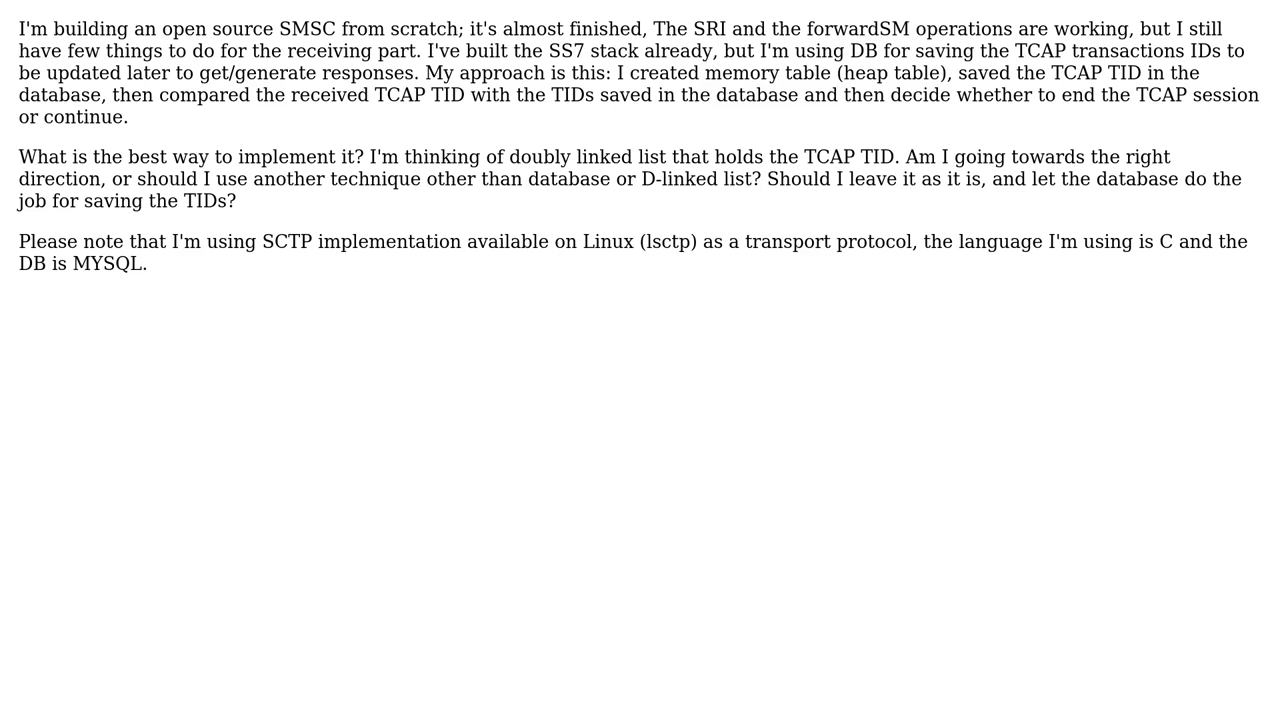 I'm building an open source SMSC from scratch; it's almost finished, The SRI and the forwardSM operations are working, but I still
have few things to do for the receiving part. I've built the SS7 stack already, but I'm using DB for saving the TCAP transactions IDs to
be updated later to get/generate responses. My approach is this: I created memory table (heap table), saved the TCAP TID in the
database, then compared the received TCAP TID with the TIDs saved in the database and then decide whether to end the TCAP session
or continue.
What is the best way to implement it? I'm thinking of doubly linked list that holds the TCAP TID. Am I going towards the right
direction, or should I use another technique other than database or D-linked list? Should I leave it as it is, and let the database do the
job for saving the TIDs?
Please note that I'm using SCTP implementation available on Linux (lsctp) as a transport protocol, the language I'm using is C and the
DB is MYSQL.